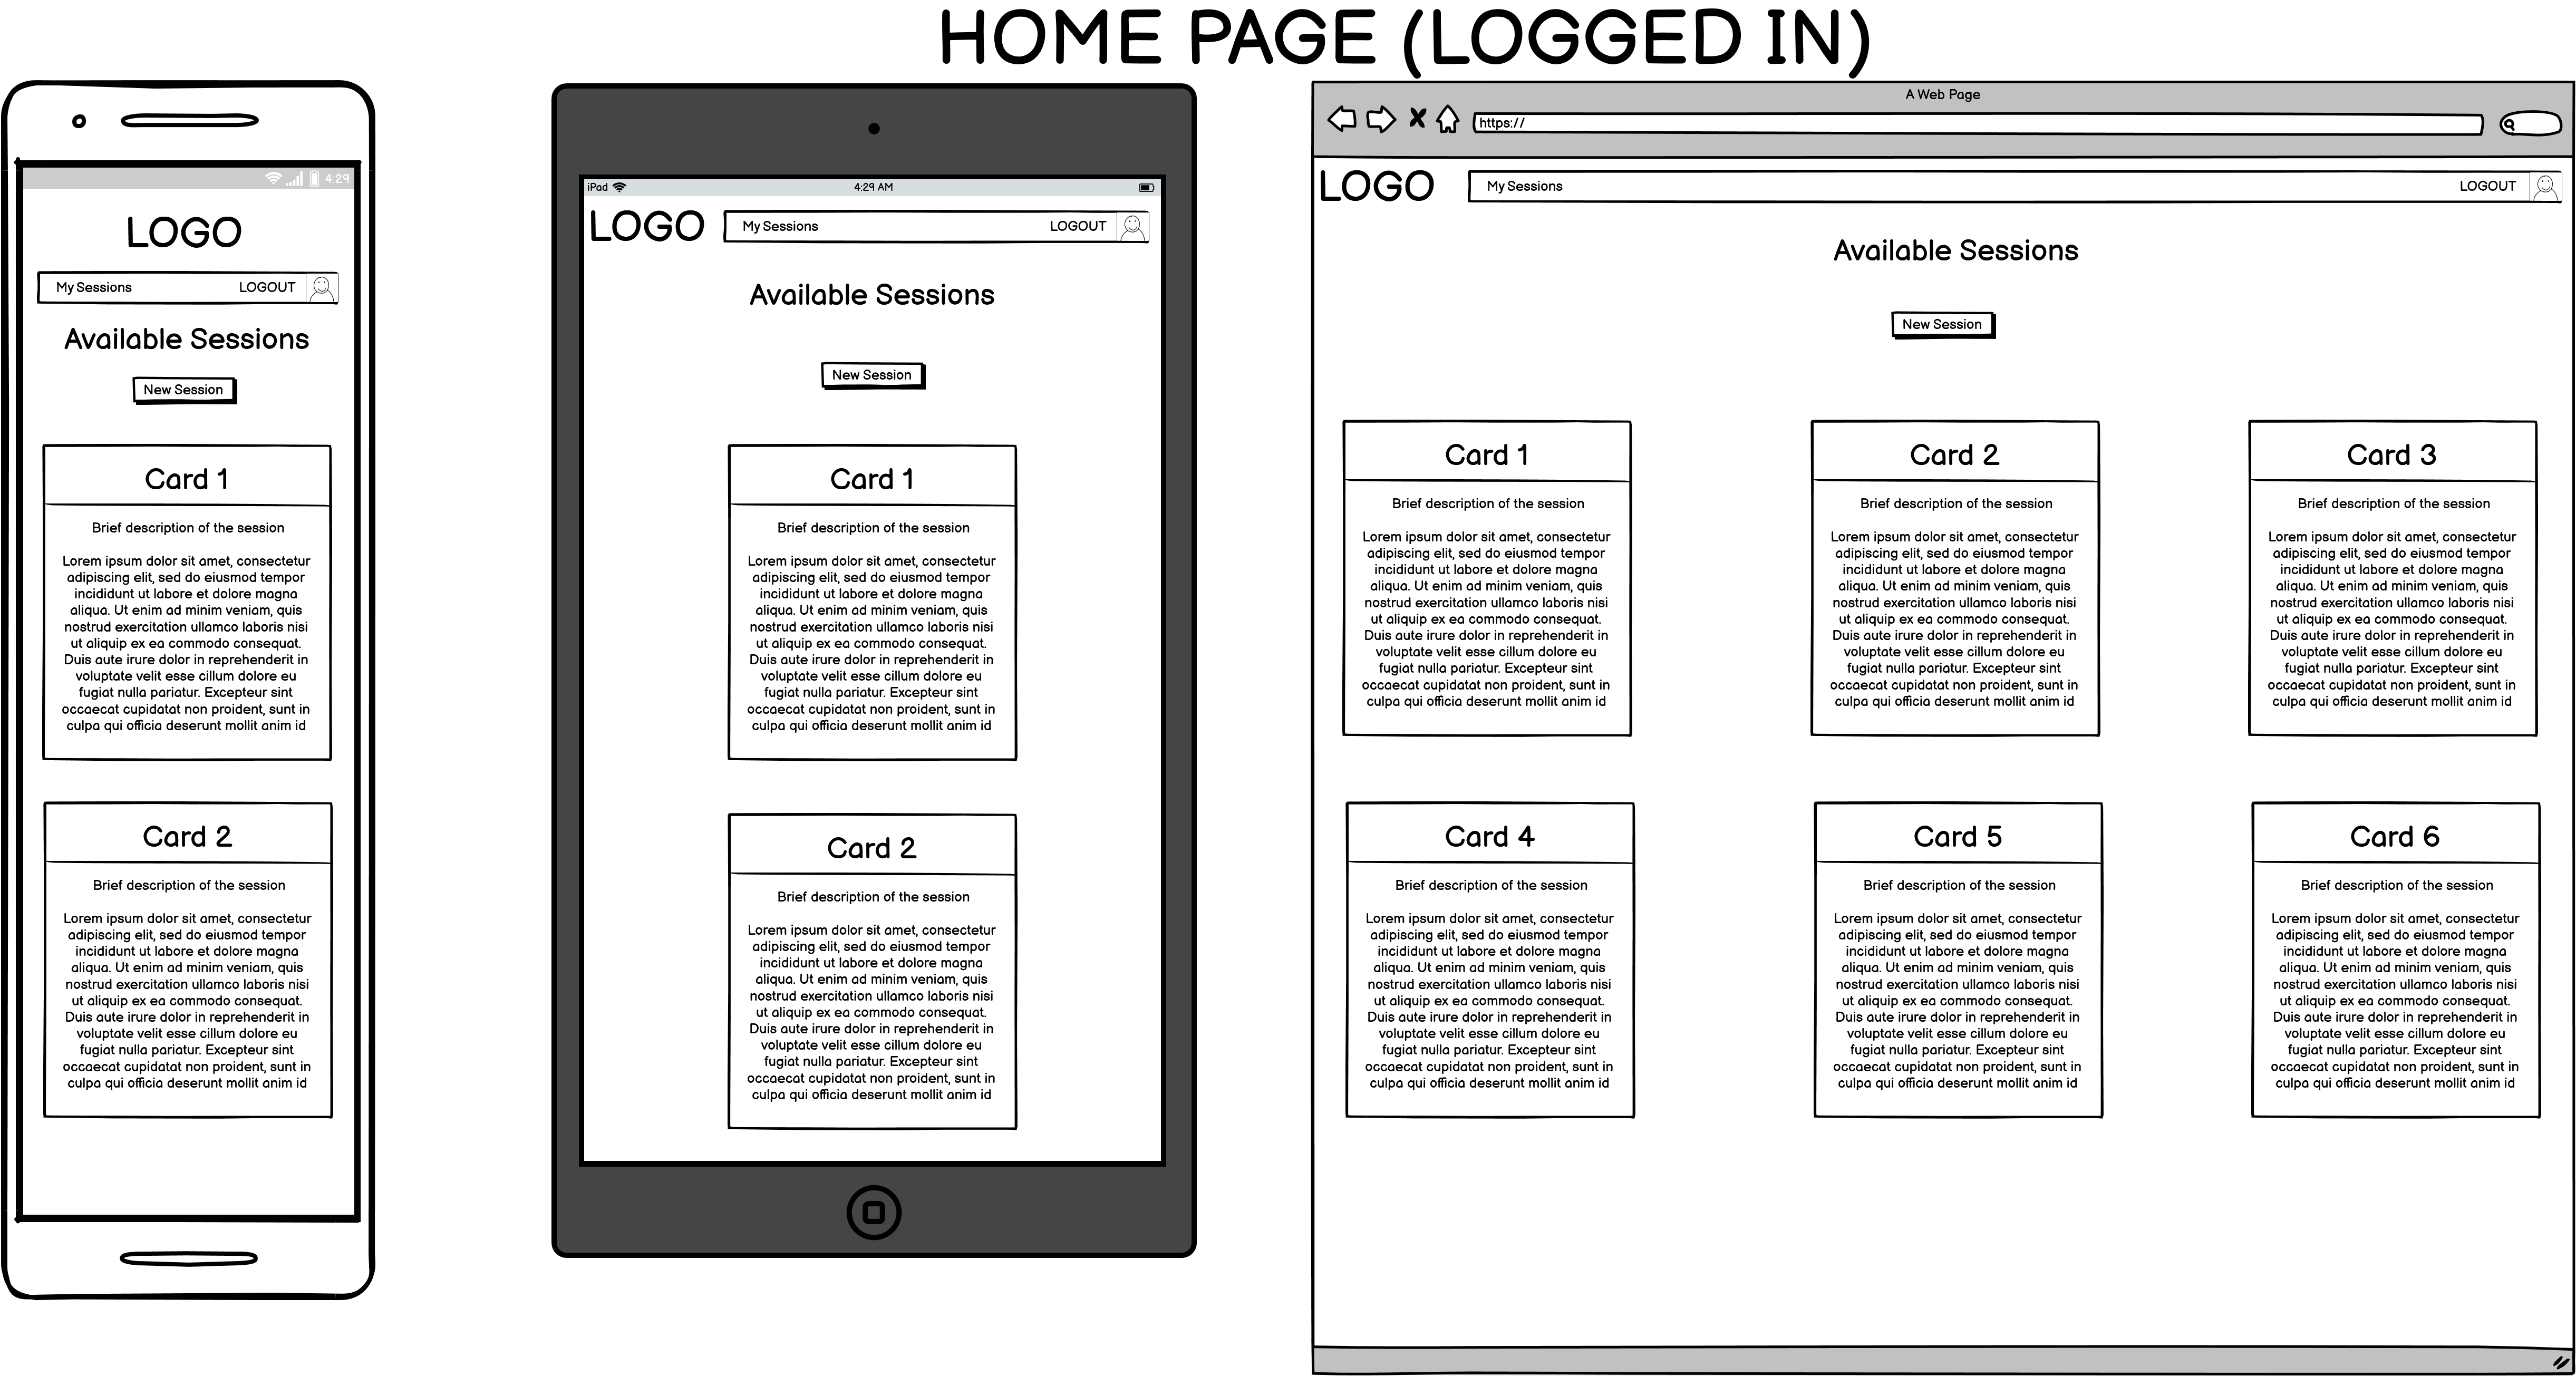 HOME PAGE (LOGGED IN)
4:29
LOGO
My Sessions LOGOUT
Available Sessions
New Session
Card 1
Brief description of the session
Lorem ipsum dolor sit amet, consectetur
adipiscing elit, sed do eiusmod tempor
incididunt ut labore et dolore magna
aliqua. Ut enim ad minim veniam, quis
nostrud exercitation ullamco laboris nisi
ut aliquip ex ea commodo consequat.
Duis aute irure dolor in reprehenderit in
voluptate velit esse cillum dolore eu
fugiat nulla pariatur. Excepteur sint
occaecat cupidatat non proident, sunt in
culpa qui officia deserunt mollit anim id
Card 2
Brief description of the session
Lorem ipsum dolor sit amet, consectetur
adipiscing elit, sed do eiusmod tempor
incididunt ut labore et dolore magna
aliqua. Ut enim ad minim veniam, quis
nostrud exercitation ullamco laboris nisi
ut aliquip ex ea commodo consequat.
Duis aute irure dolor in reprehenderit in
voluptate velit esse cillum dolore eu
fugiat nulla pariatur. Excepteur sint
occaecat cupidatat non proident, sunt in
culpa qui officia deserunt mollit anim id
iPad 4:29 AM
LOGO
My Sessions LOGOUT
Available Sessions
New Session
Card 1
Brief description of the session
Lorem ipsum dolor sit amet, consectetur
adipiscing elit, sed do eiusmod tempor
incididunt ut labore et dolore magna
aliqua. Ut enim ad minim veniam, quis
nostrud exercitation ullamco laboris nisi
ut aliquip ex ea commodo consequat.
Duis aute irure dolor in reprehenderit in
voluptate velit esse cillum dolore eu
fugiat nulla pariatur. Excepteur sint
occaecat cupidatat non proident, sunt in
culpa qui officia deserunt mollit anim id
Card 2
Brief description of the session
Lorem ipsum dolor sit amet, consectetur
adipiscing elit, sed do eiusmod tempor
incididunt ut labore et dolore magna
aliqua. Ut enim ad minim veniam, quis
nostrud exercitation ullamco laboris nisi
ut aliquip ex ea commodo consequat.
Duis aute irure dolor in reprehenderit in
voluptate velit esse cillum dolore eu
fugiat nulla pariatur. Excepteur sint
occaecat cupidatat non proident, sunt in
culpa qui officia deserunt mollit anim id
A Web Page
https://
LOGO
My Sessions LOGOUT
Available Sessions
New Session
Card 1
Brief description of the session
Lorem ipsum dolor sit amet, consectetur
adipiscing elit, sed do eiusmod tempor
incididunt ut labore et dolore magna
aliqua. Ut enim ad minim veniam, quis
nostrud exercitation ullamco laboris nisi
ut aliquip ex ea commodo consequat.
Duis aute irure dolor in reprehenderit in
voluptate velit esse cillum dolore eu
fugiat nulla pariatur. Excepteur sint
occaecat cupidatat non proident, sunt in
culpa qui officia deserunt mollit anim id
Card 2
Brief description of the session
Lorem ipsum dolor sit amet, consectetur
adipiscing elit, sed do eiusmod tempor
incididunt ut labore et dolore magna
aliqua. Ut enim ad minim veniam, quis
nostrud exercitation ullamco laboris nisi
ut aliquip ex ea commodo consequat.
Duis aute irure dolor in reprehenderit in
voluptate velit esse cillum dolore eu
fugiat nulla pariatur. Excepteur sint
occaecat cupidatat non proident, sunt in
culpa qui officia deserunt mollit anim id
Card 3
Brief description of the session
Lorem ipsum dolor sit amet, consectetur
adipiscing elit, sed do eiusmod tempor
incididunt ut labore et dolore magna
aliqua. Ut enim ad minim veniam, quis
nostrud exercitation ullamco laboris nisi
ut aliquip ex ea commodo consequat.
Duis aute irure dolor in reprehenderit in
voluptate velit esse cillum dolore eu
fugiat nulla pariatur. Excepteur sint
occaecat cupidatat non proident, sunt in
culpa qui officia deserunt mollit anim id
Card 4
Brief description of the session
Lorem ipsum dolor sit amet, consectetur
adipiscing elit, sed do eiusmod tempor
incididunt ut labore et dolore magna
aliqua. Ut enim ad minim veniam, quis
nostrud exercitation ullamco laboris nisi
ut aliquip ex ea commodo consequat.
Duis aute irure dolor in reprehenderit in
voluptate velit esse cillum dolore eu
fugiat nulla pariatur. Excepteur sint
occaecat cupidatat non proident, sunt in
culpa qui officia deserunt mollit anim id
Card 5
Brief description of the session
Lorem ipsum dolor sit amet, consectetur
adipiscing elit, sed do eiusmod tempor
incididunt ut labore et dolore magna
aliqua. Ut enim ad minim veniam, quis
nostrud exercitation ullamco laboris nisi
ut aliquip ex ea commodo consequat.
Duis aute irure dolor in reprehenderit in
voluptate velit esse cillum dolore eu
fugiat nulla pariatur. Excepteur sint
occaecat cupidatat non proident, sunt in
culpa qui officia deserunt mollit anim id
Card 6
Brief description of the session
Lorem ipsum dolor sit amet, consectetur
adipiscing elit, sed do eiusmod tempor
incididunt ut labore et dolore magna
aliqua. Ut enim ad minim veniam, quis
nostrud exercitation ullamco laboris nisi
ut aliquip ex ea commodo consequat.
Duis aute irure dolor in reprehenderit in
voluptate velit esse cillum dolore eu
fugiat nulla pariatur. Excepteur sint
occaecat cupidatat non proident, sunt in
culpa qui officia deserunt mollit anim id